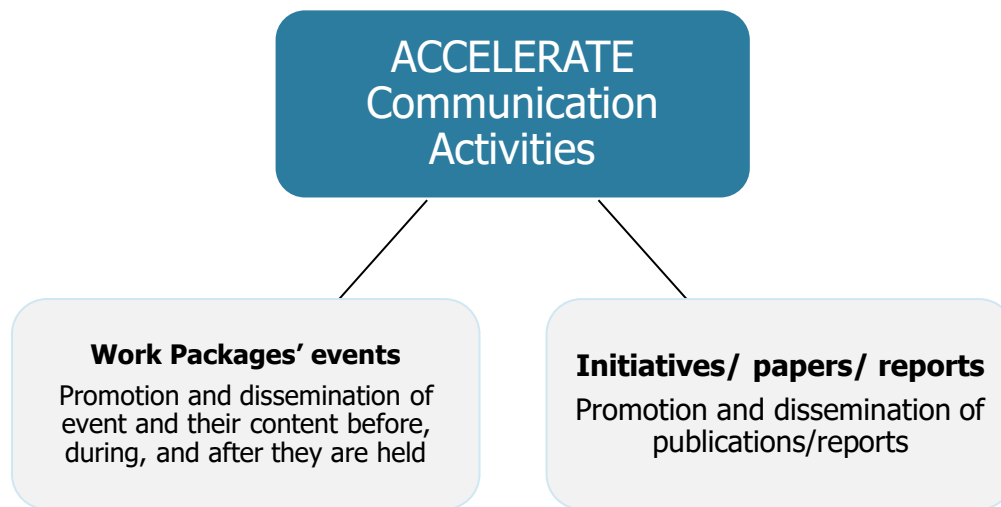 ACCELERATE
Communication
Activities
Work Packages’ events
Promotion and dissemination of
event and their content before,
during, and after they are held
Initiatives/ papers/ reports
Promotion and dissemination of
publications/reports